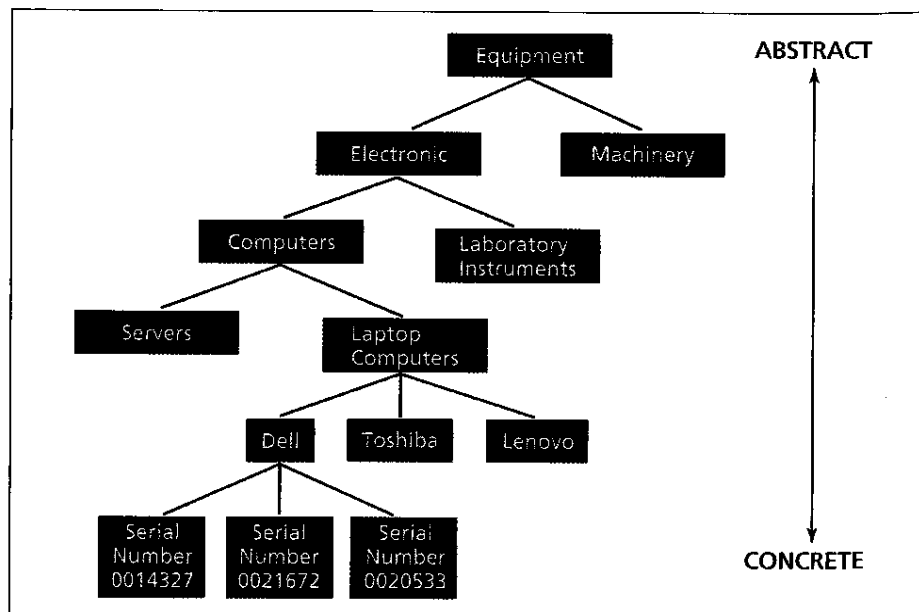 Equipment
ABSTRACT
Electronic
Machinery
Computers
Laboratory
Instruments
Servers
Laptop
Computers
Dell
Toshiba
Lenovo
Serial
Number
0014327
Serial
Number
0021672
Serial
Number
0020533
CONCRETE